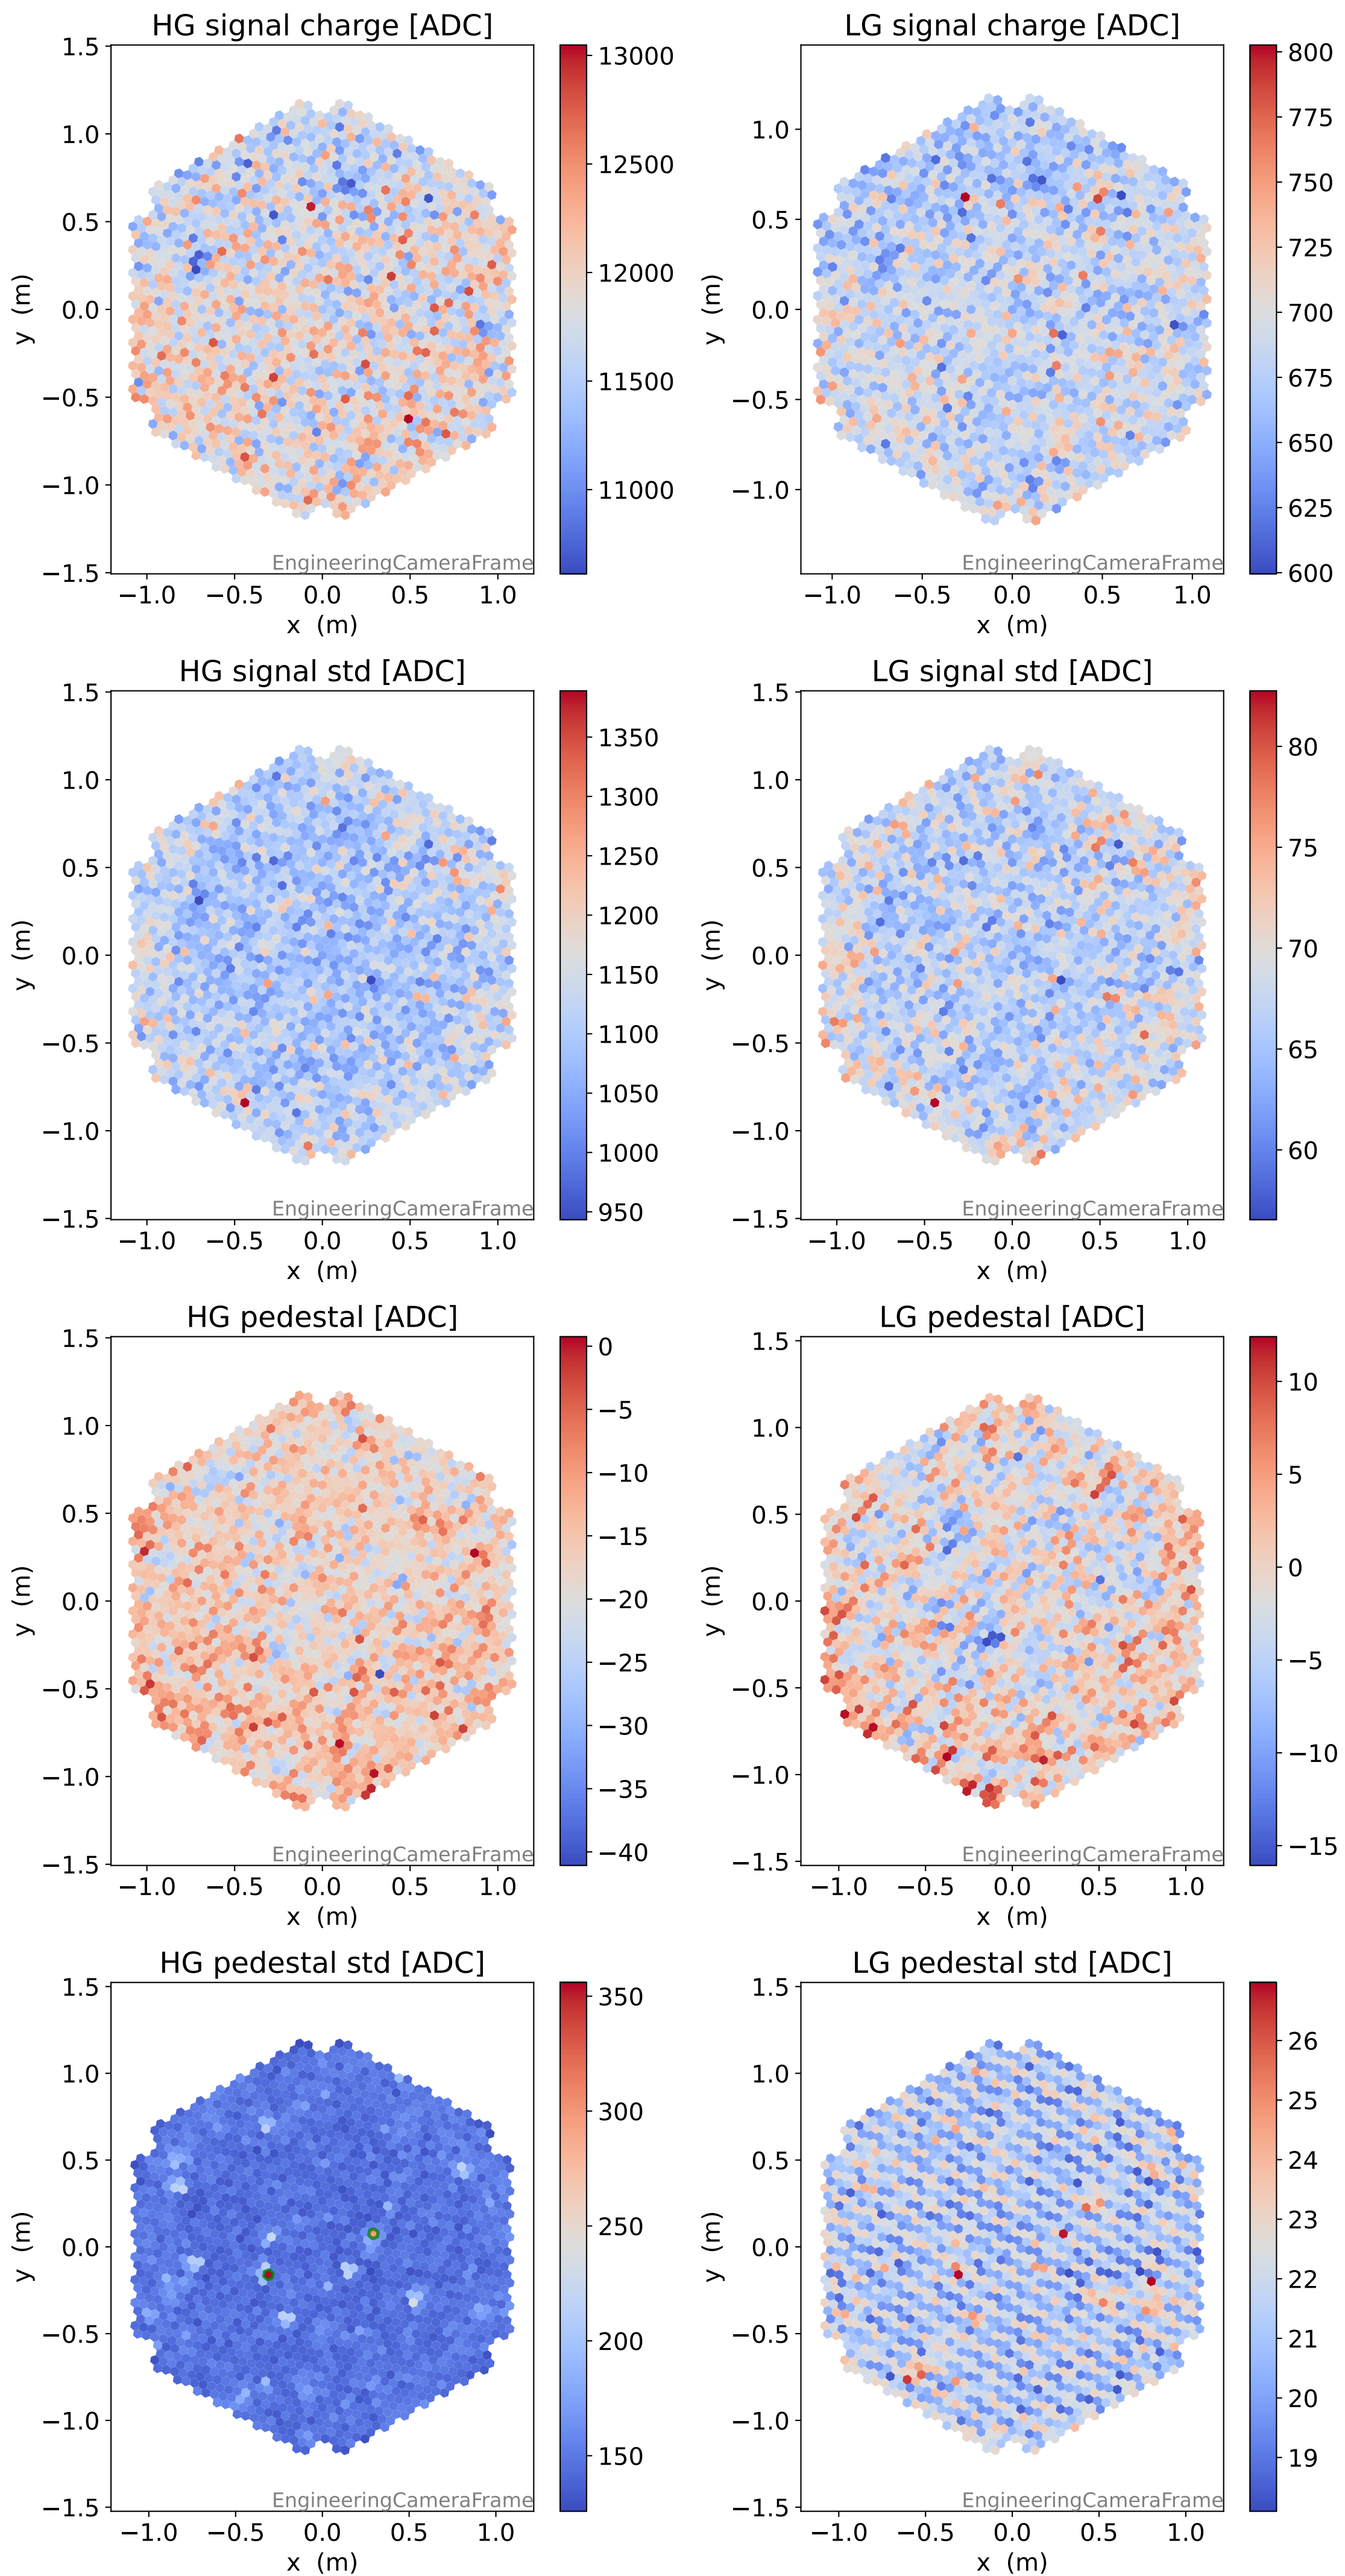 HG signal charge [ADC]
1.5
1.0
0.5
0.0
−0.5
−1.0
−1.5
y (m)
−1.0 −0.5 0.0 0.5 1.0
x (m)
EngineeringCameraFrame
13000
12500
12000
11500
11000
LG signal charge [ADC]
1.0
0.5
0.0
−0.5
−1.0
y (m)
−1.0 −0.5 0.0 0.5 1.0
x (m)
EngineeringCameraFrame
800
775
750
725
700
675
650
625
600
HG signal std [ADC]
1.5
1.0
0.5
0.0
−0.5
−1.0
−1.5
y (m)
−1.0 −0.5 0.0 0.5 1.0
x (m)
EngineeringCameraFrame
1350
1300
1250
1200
1150
1100
1050
1000
950
LG signal std [ADC]
1.5
1.0
0.5
0.0
−0.5
−1.0
−1.5
y (m)
−1.0 −0.5 0.0 0.5 1.0
x (m)
EngineeringCameraFrame
80
75
70
65
60
HG pedestal [ADC]
1.5
1.0
0.5
0.0
−0.5
−1.0
−1.5
y (m)
−1.0 −0.5 0.0 0.5 1.0
x (m)
EngineeringCameraFrame
0
−5
−10
−15
−20
−25
−30
−35
−40
LG pedestal [ADC]
1.5
1.0
0.5
0.0
−0.5
−1.0
−1.5
y (m)
−1.0 −0.5 0.0 0.5 1.0
x (m)
EngineeringCameraFrame
10
5
0
−5
−10
−15
HG pedestal std [ADC]
1.5
1.0
0.5
0.0
−0.5
−1.0
−1.5
y (m)
−1.0 −0.5 0.0 0.5 1.0
x (m)
EngineeringCameraFrame
350
300
250
200
150
LG pedestal std [ADC]
1.5
1.0
0.5
0.0
−0.5
−1.0
−1.5
y (m)
−1.0 −0.5 0.0 0.5 1.0
x (m)
EngineeringCameraFrame
26
25
24
23
22
21
20
19